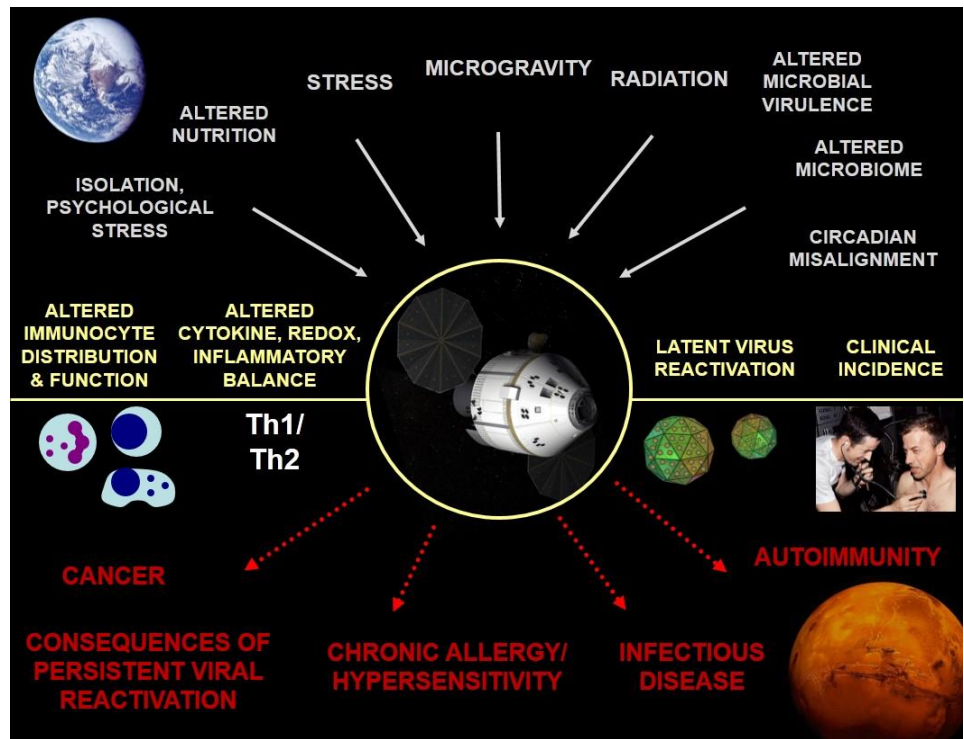 STRESS
MICROGRAVITY
RADIATION
ALTERED
MICROBIAL
VIRULENCE
ALTERED
NUTRITION
ALTERED
MICROBIOME
ISOLATION,
PSYCHOLOGICAL
STRESS
CIRCADIAN
MISALIGNMENT
ALTERED
IMMUNOCYTE
DISTRIBUTION
& FUNCTION
ALTERED
CYTOKINE, REDOX,
INFLAMMATORY
BALANCE
LATENT VIRUS
REACTIVATION
CLINICAL
INCIDENCE
Th1/
Th2
CANCER
AUTOIMMUNITY
CONSEQUENCES OF
PERSISTENT VIRAL
REACTIVATION
CHRONIC ALLERGY/
HYPERSENSITIVITY
INFECTIOUS
DISEASE